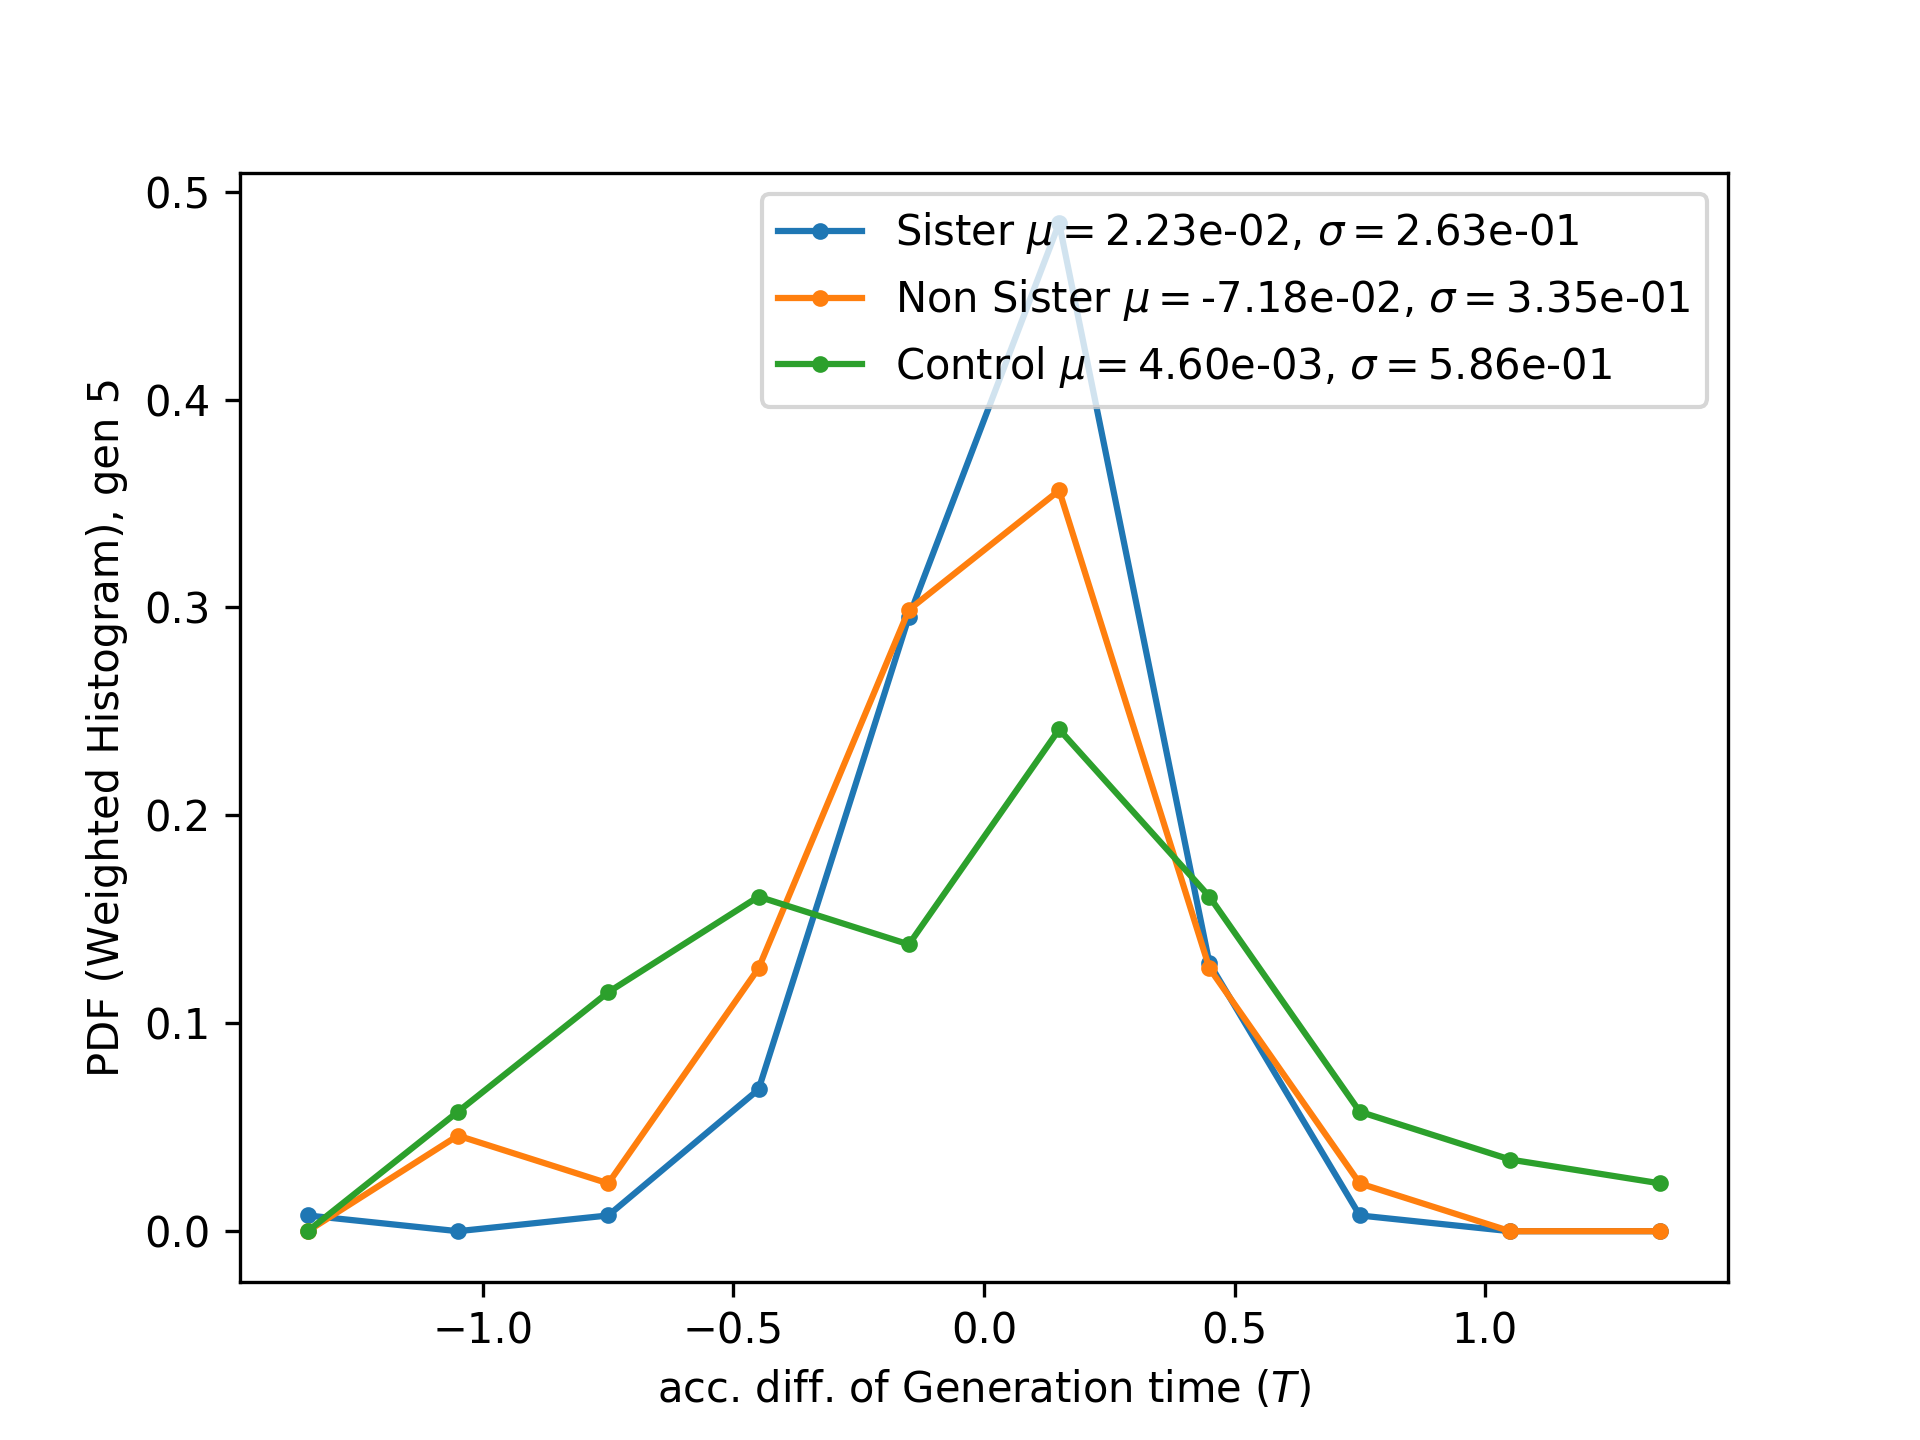 Sister μ = 2.23e-02, σ = 2.63e-01
Non Sister μ = -7.18e-02, σ = 3.35e-01
Control μ = 4.60e-03, σ = 5.86e-01
PDF (Weighted Histogram), gen 5
0.5
0.4
0.3
0.2
0.1
0.0
−1.0
−0.5
0.0
0.5
1.0
acc. diff. of Generation time (T)